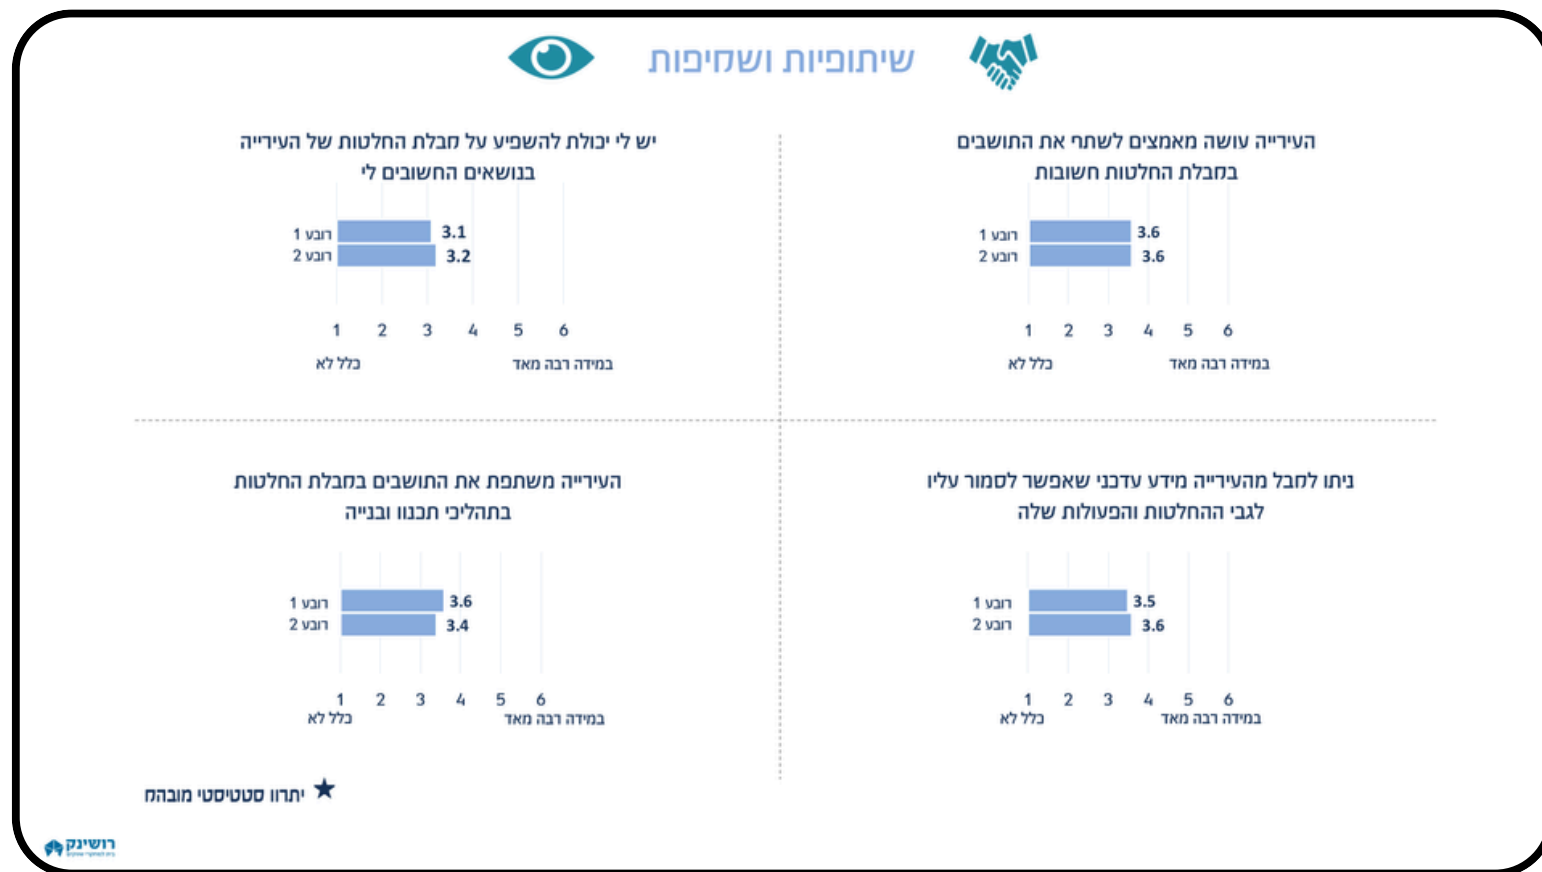 שיתופיות ושקיפות
העירייה עושה מאמצים לשתף את התושבים
בקבלת החלטות חשובות
רובע 1 3.6
רובע 2 3.6
1 2 3 4 5 6
כלל לא במידה רבה מאד
יש לי יכולת להשפיע על קבלת החלטות של העירייה
בנושאים החשובים לי
רובע 1 3.1
רובע 2 3.2
1 2 3 4 5 6
כלל לא במידה רבה מאד
ניתן לקבל מהעירייה מידע עדכני שאפשר לסמוך עליו
לגבי ההחלטות והפעולות שלה
רובע 1 3.5
רובע 2 3.6
1 2 3 4 5 6
כלל לא במידה רבה מאד
העירייה משתפת את התושבים בקבלת החלטות
בתהליכי תכנון ובנייה
רובע 1 3.6
רובע 2 3.4
1 2 3 4 5 6
כלל לא במידה רבה מאד
★ יתרון סטטיסטי מובהק
רושינק